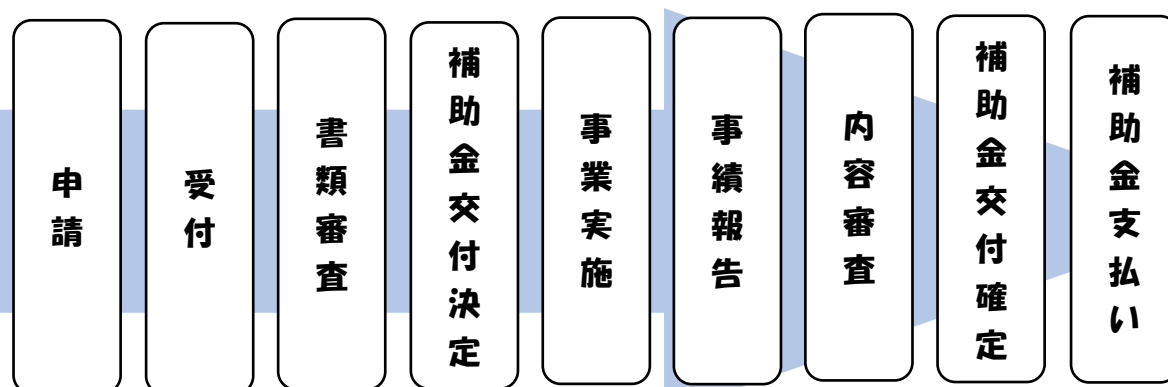 申請
受付
書類審査
補助金交付決定
事業実施
事績報告
内容審査
補助金交付確定
補助金支払い